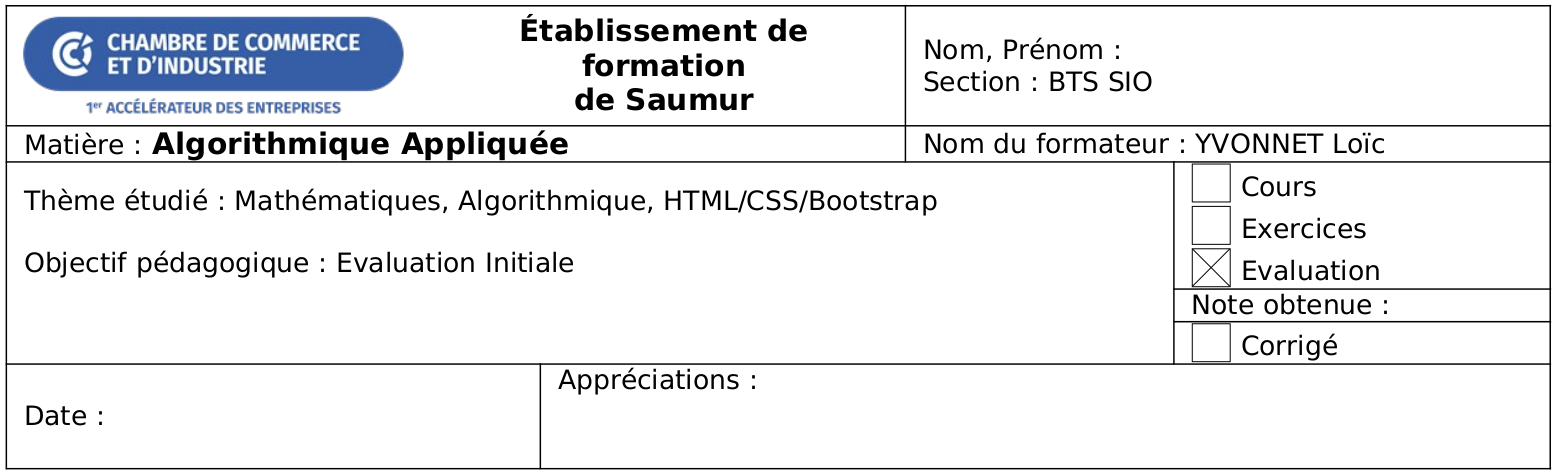 CHAMBRE DE COMMERCE
ET D'INDUSTRIE
1er ACCÉLÉRATEUR DES ENTREPRISES
Établissement de
formation
de Saumur
Nom, Prénom :
Section : BTS SIO
Matière : Algorithmique Appliquée
Nom du formateur : YVONNET Loïc
Thème étudié : Mathématiques, Algorithmique, HTML/CSS/Bootstrap
Objectif pédagogique : Evaluation Initiale
Cours
Exercices
Evaluation
Note obtenue :
Corrigé
Date :
Appréciations :